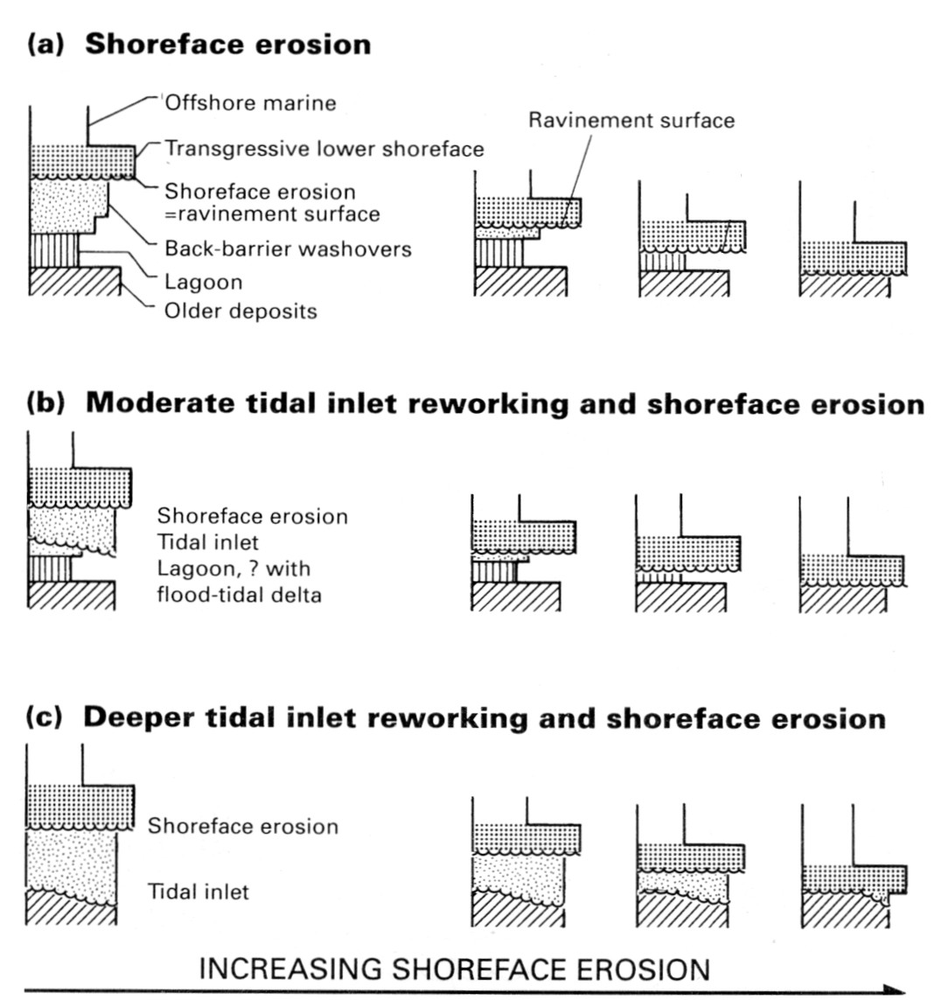 (a) Shoreface erosion
Offshore marine
Ravinement surface
Transgressive lower shoreface
Shoreface erosion
=ravinement surface
Back-barrier washovers
Lagoon
Older deposits
(b) Moderate tidal inlet reworking and shoreface erosion
Shoreface erosion
Tidal inlet
Lagoon, ? with
flood-tidal delta
(c) Deeper tidal inlet reworking and shoreface erosion
Shoreface erosion
Tidal inlet
INCREASING SHOREFACE EROSION